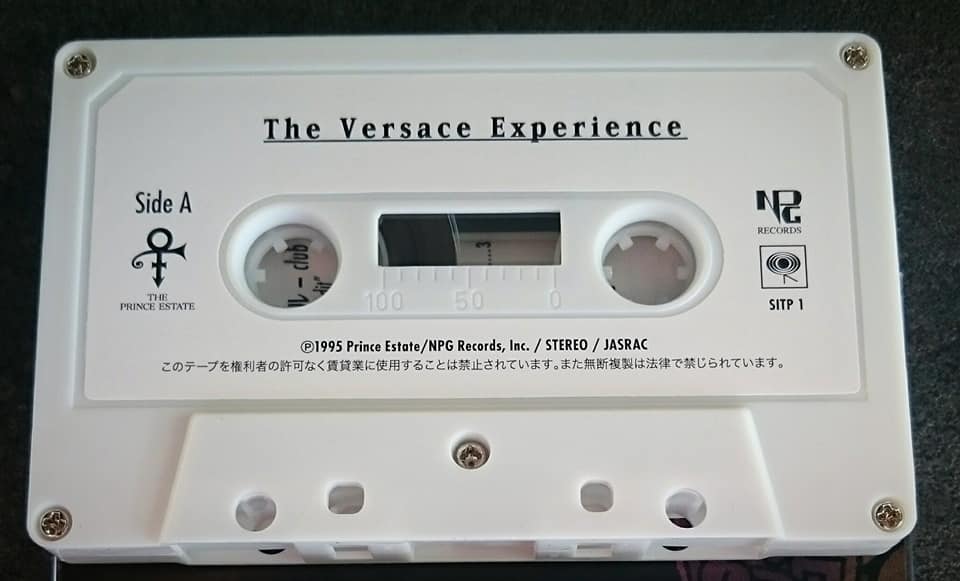 The Versace Experience
Side A
THE
PRINCE ESTATE
NPG
RECORDS
SITP 1
- club
...3
100 50 0
Ⓟ1995 Prince Estate/NPG Records, Inc. / STEREO / JASRAC
このテープを権利者の許可なく賃貸業に使用することは禁止されています。また無断複製は法律で禁じられています。